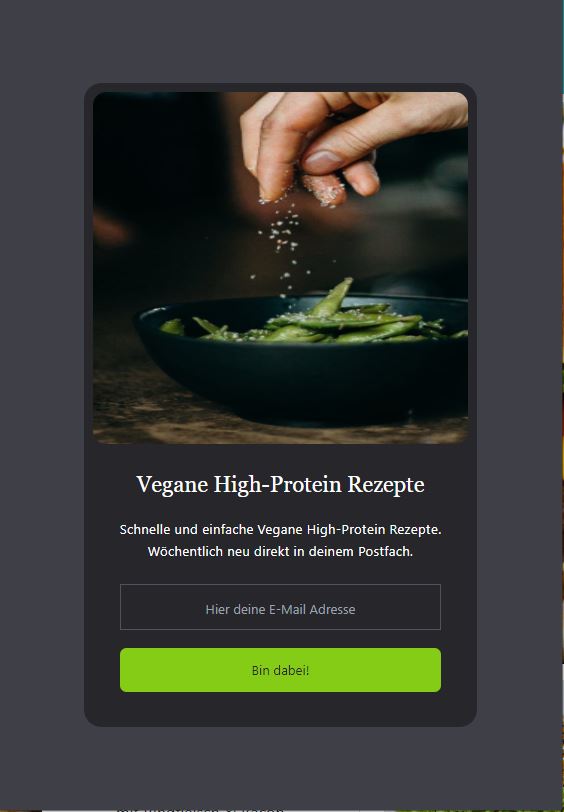 Vegane High-Protein Rezepte
Schnelle und einfache Vegane High-Protein Rezepte.
Wöchentlich neu direkt in deinem Postfach.
Hier deine E-Mail Adresse
Bin dabei!